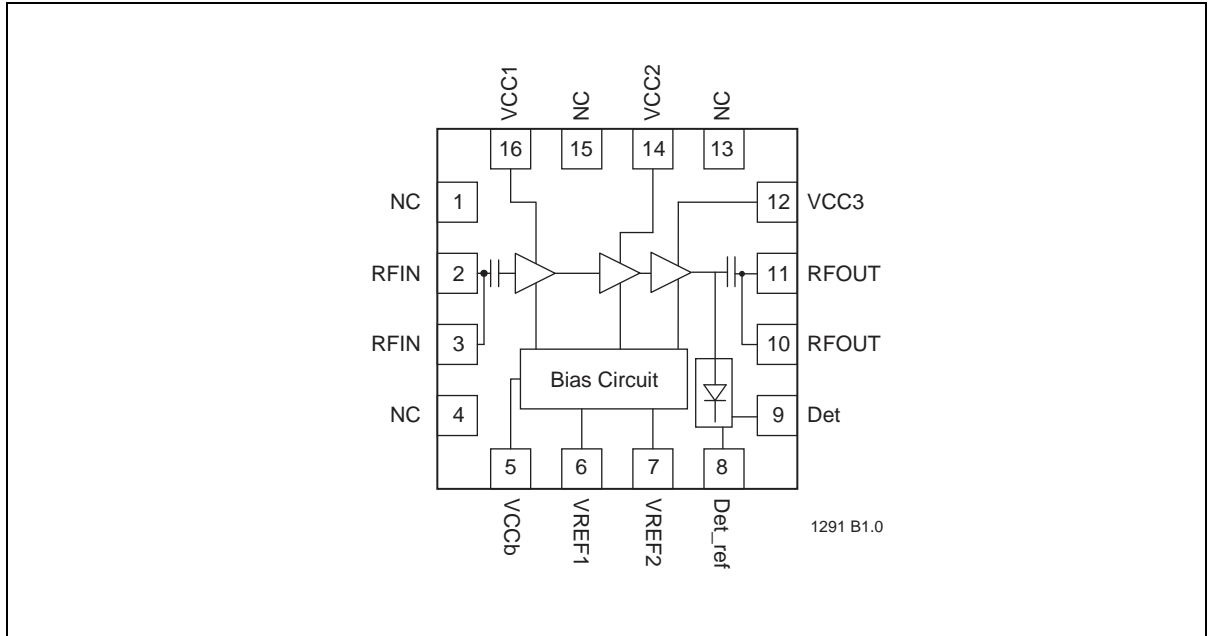 VCC1
NC
VCC2
NC
16
15
14
13
NC
1
12
VCC3
RFIN
2
11
RFOUT
RFIN
3
10
RFOUT
Bias Circuit
NC
4
9
Det
5
6
7
8
VCCb
VREF1
VREF2
Det_ref
1291 B1.0